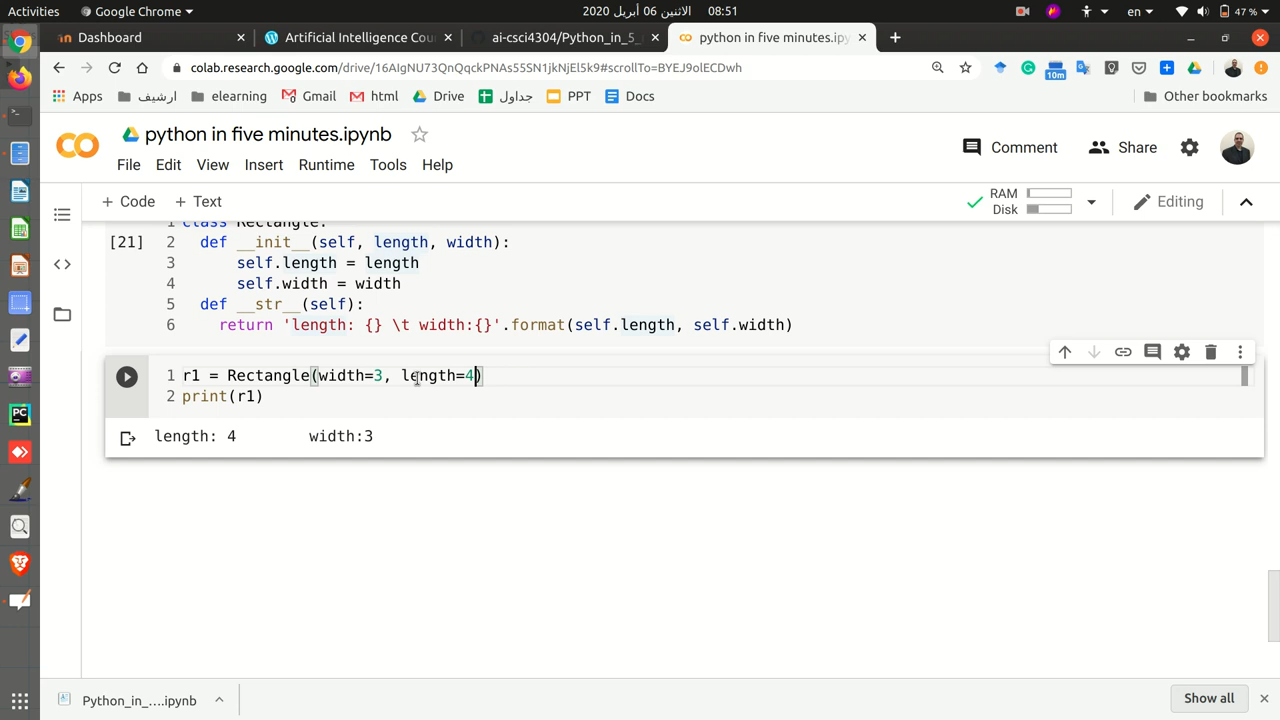 Activities Google Chrome الاثنين 06 أبريل 2020 08:51 en 47 %
Dashboard × Artificial Intelligence Cou × ai-csci4304/Python_in_5_ × python in five minutes.ipy × +
colab.research.google.com/drive/16AIgNU73QnQqckPNAs55SN1jkNjEl5k9#scrollTo=BYEJ9olECDwh 10m
Apps ارشيف elearning Gmail html Drive جداول PPT Docs Other bookmarks
python in five minutes.ipynb
Comment Share
File Edit View Insert Runtime Tools Help
+ Code + Text RAM Disk Editing
1 class Rectangle:
[21] 2 def __init__(self, length, width):
3 self.length = length
4 self.width = width
5 def __str__(self):
6 return 'length: {} \t width:{}'.format(self.length, self.width)
1 r1 = Rectangle(width=3, length=4)
2 print(r1)
length: 4 width:3
Python_in_....ipynb Show all